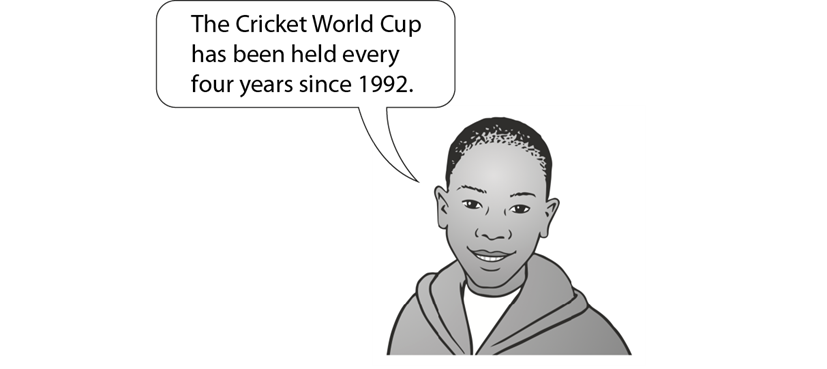 The Cricket World Cup
has been held every
four years since 1992.